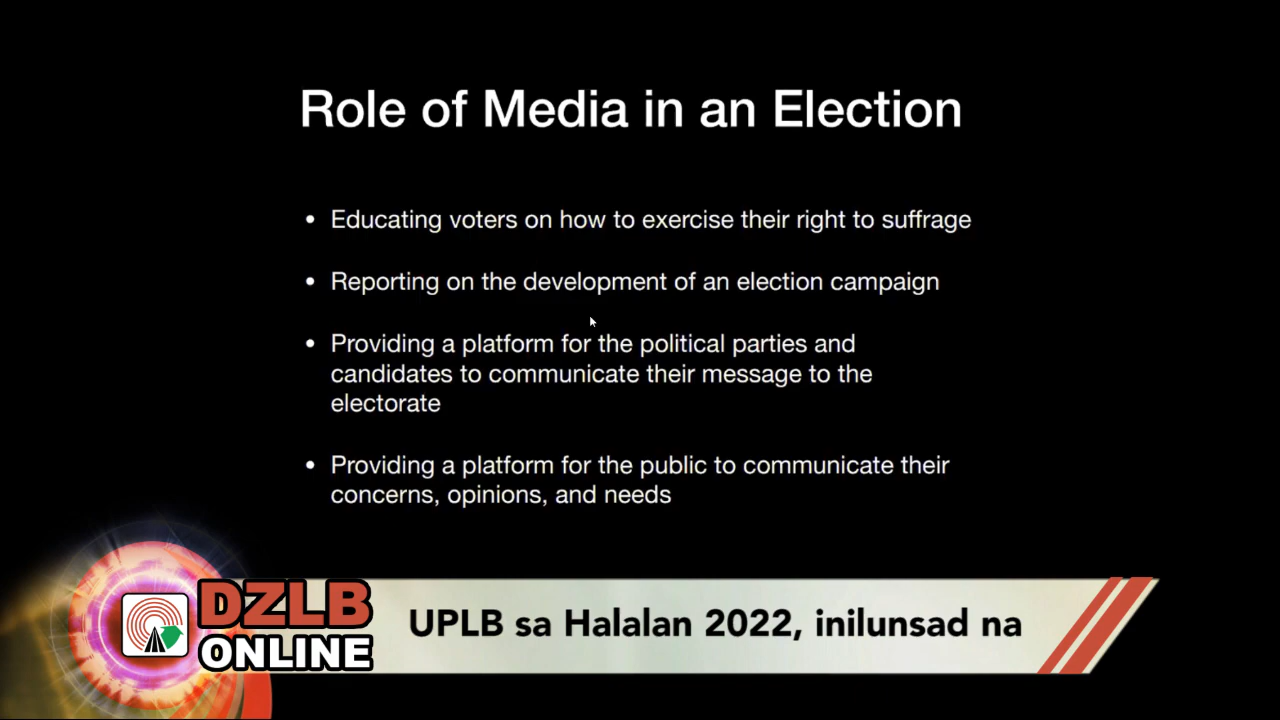 Role of Media in an Election
• Educating voters on how to exercise their right to suffrage
• Reporting on the development of an election campaign
• Providing a platform for the political parties and
candidates to communicate their message to the
electorate
• Providing a platform for the public to communicate their
concerns, opinions, and needs
DZLB
ONLINE
UPLB sa Halalan 2022, inilunsad na